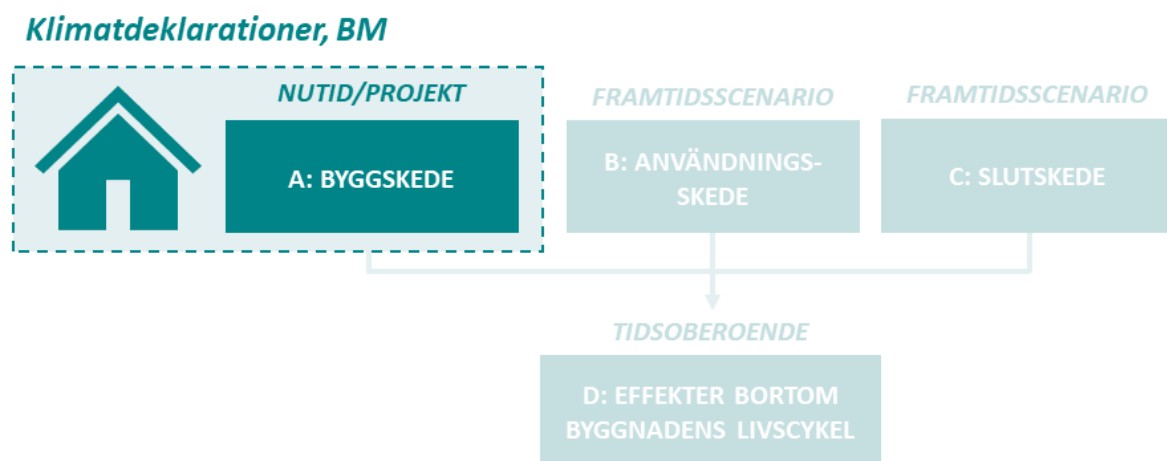 Klimatdeklarationer, BM
NUTID/PROJEKT
A: BYGGSKEDE
FRAMTIDSSCENARIO
B: ANVÄNDNINGS-
SKEDE
FRAMTIDSSCENARIO
C: SLUTSKEDE
TIDSOBEROENDE
D: EFFEKTER BORTOM
BYGGNADENS LIVSCYKEL